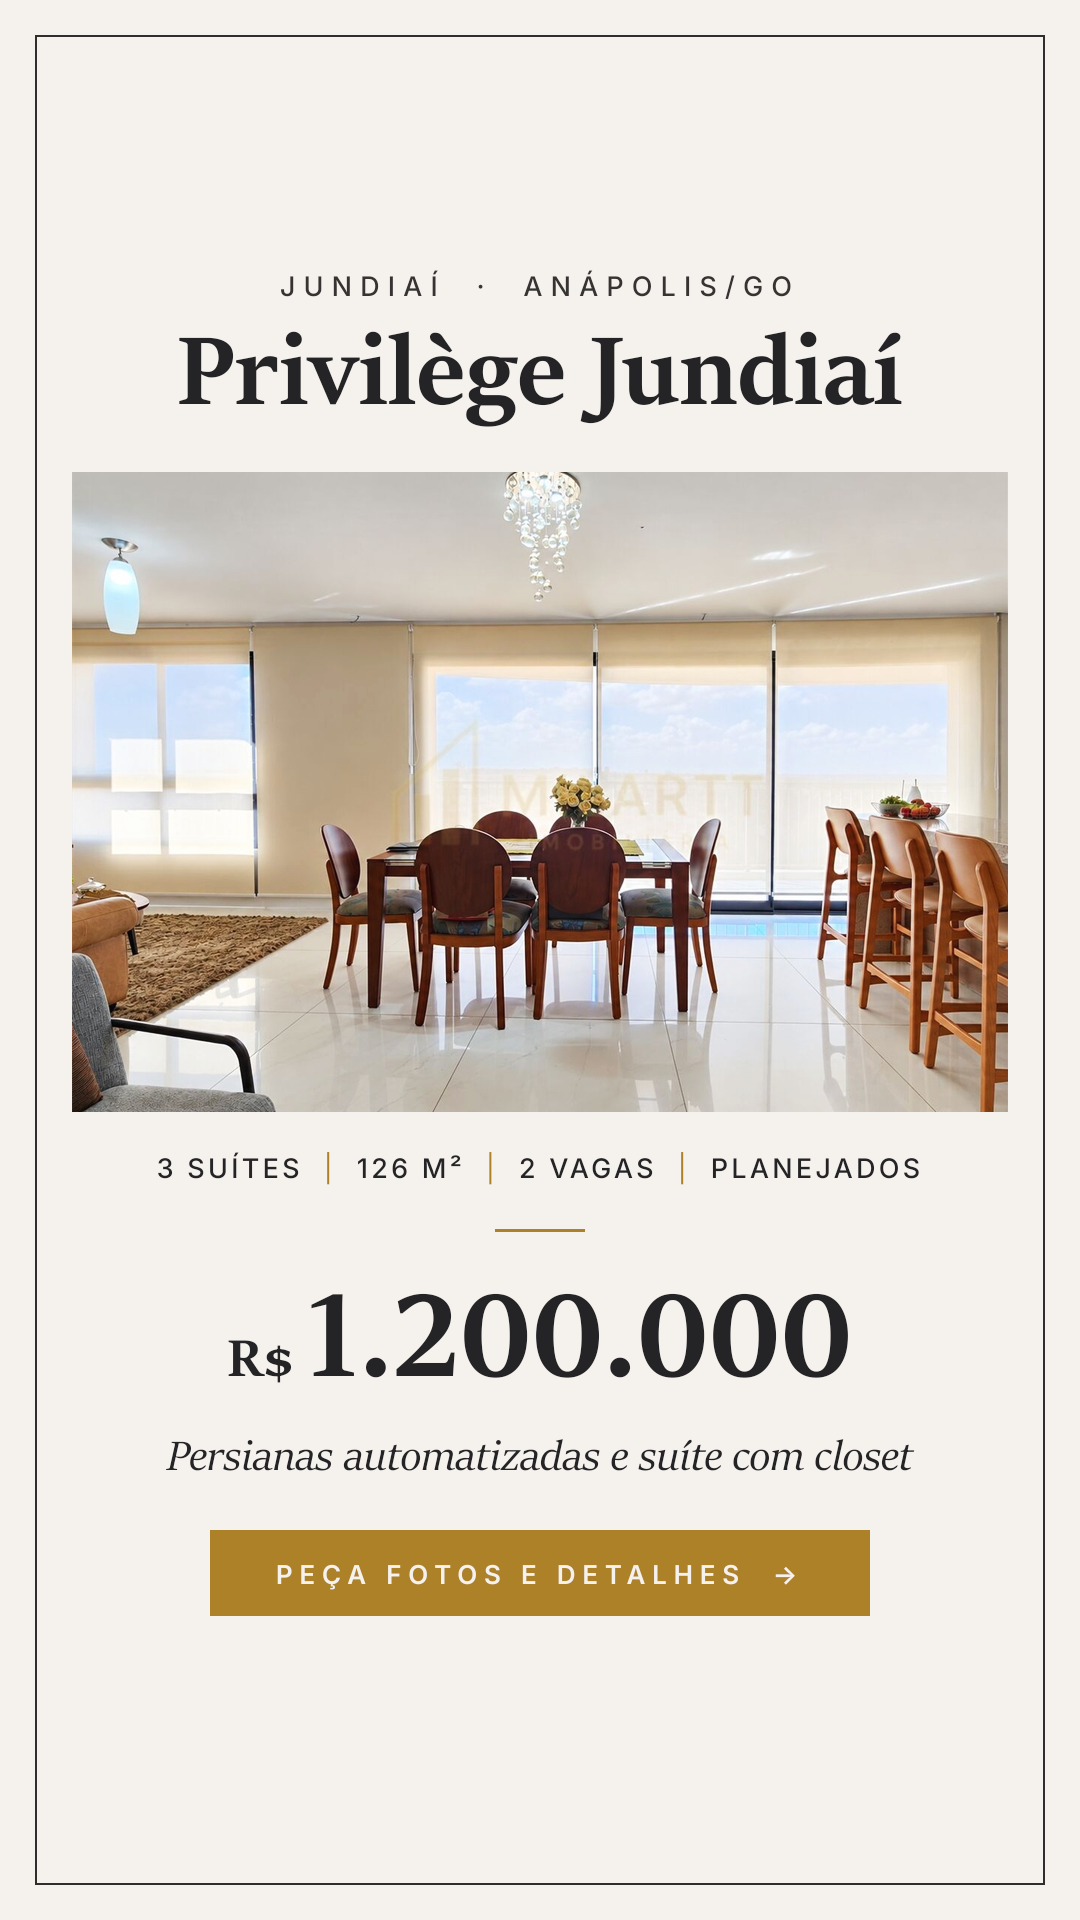 JUNDIAÍ · ANÁPOLIS/GO
Privilège Jundiaí
3 SUÍTES | 126 M² | 2 VAGAS | PLANEJADOS
R$ 1.200.000
Persianas automatizadas e suíte com closet
PEÇA FOTOS E DETALHES →